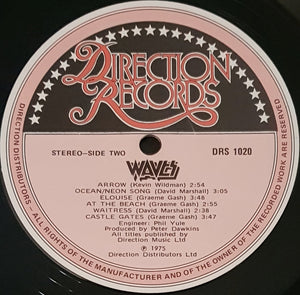 DIRECTION
RECORDS
STEREO—SIDE TWO
DRS 1020
WAVES
ARROW (Kevin Wildman) 2:54
OCEAN/NEON SONG (David Marshall) 3:05
ELOUISE (Graeme Gash) 3:48
AT THE BEACH (Graeme Gash) 2:55
WAITRESS (David Marshall) 2:38
CASTLE GATES (Graeme Gash) 3:40
Engineer: Phil Yule
Produced by Peter Dawkins
All titles published by
Direction Music Ltd
℗ 1975
Direction Distributors Ltd
DIRECTION DISTRIBUTORS - ALL RIGHTS OF THE MANUFACTURER AND OF THE OWNER OF THE RECORDED WORK ARE RESERVED